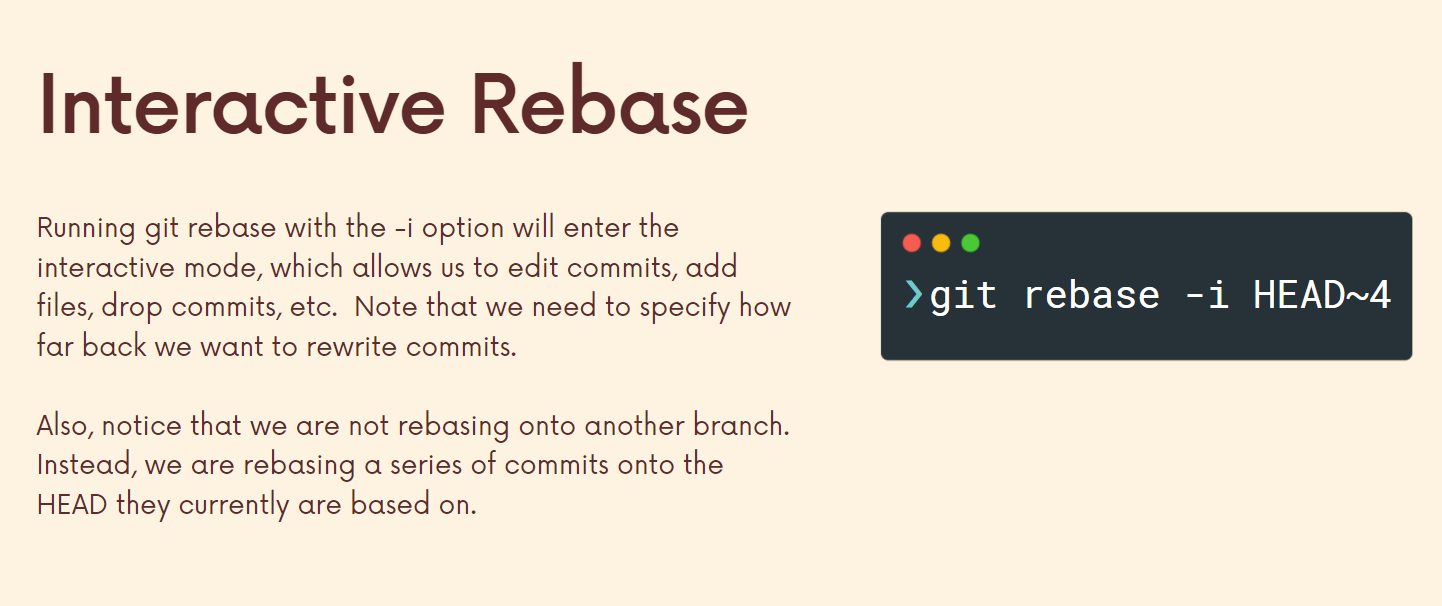 Interactive Rebase
Running git rebase with the -i option will enter the
interactive mode, which allows us to edit commits, add
files, drop commits, etc.  Note that we need to specify how
far back we want to rewrite commits.
Also, notice that we are not rebasing onto another branch.
Instead, we are rebasing a series of commits onto the
HEAD they currently are based on.
❯git rebase -i HEAD~4